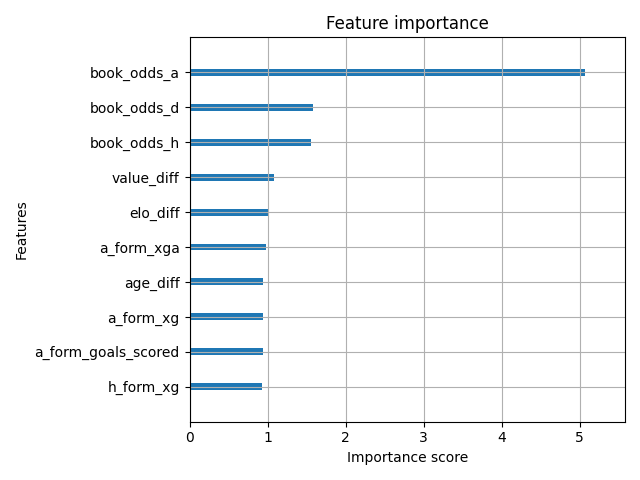 Feature importance
Features
book_odds_a
book_odds_d
book_odds_h
value_diff
elo_diff
a_form_xga
age_diff
a_form_xg
a_form_goals_scored
h_form_xg
0 1 2 3 4 5
Importance score